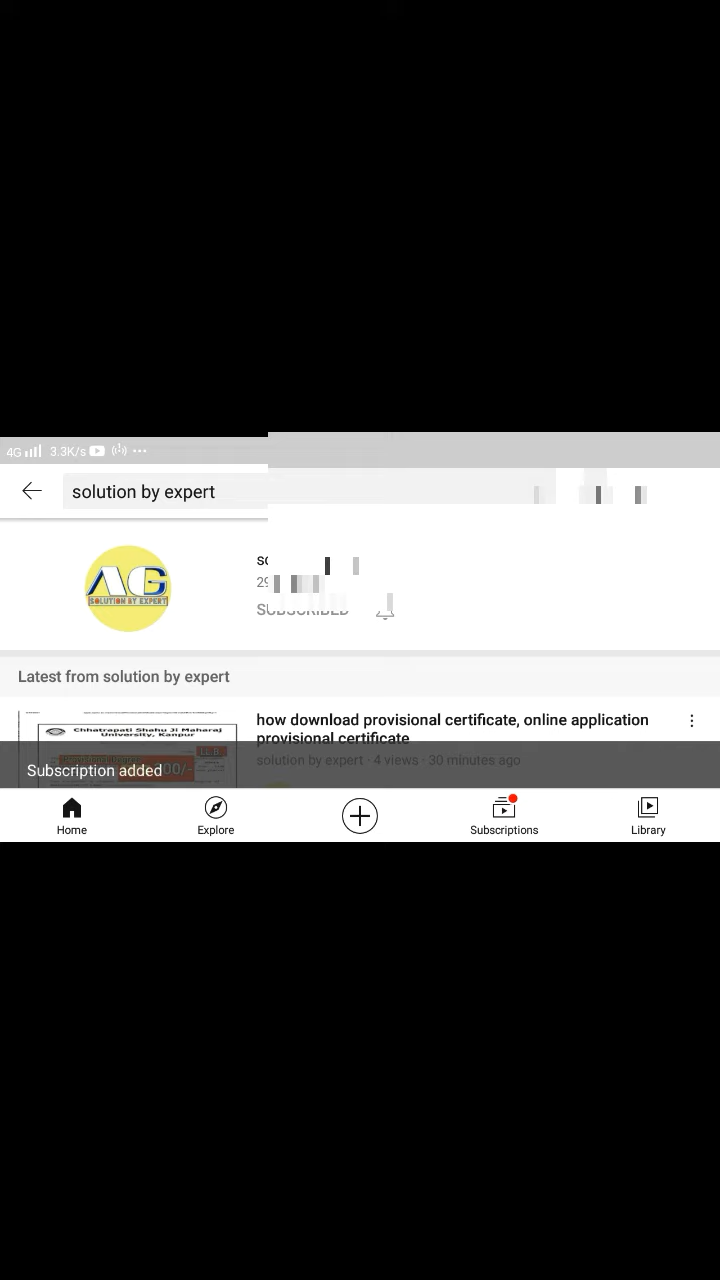 4G 3.3K/s
solution by expert
AG
SOLUTION BY EXPERT
SUBSCRIBED
Latest from solution by expert
how download provisional certificate, online application
provisional certificate
solution by expert · 4 views · 30 minutes ago
Chhatrapati Shahu Ji Maharaj
University, Kanpur
Subscription added
Home
Explore
Subscriptions
Library